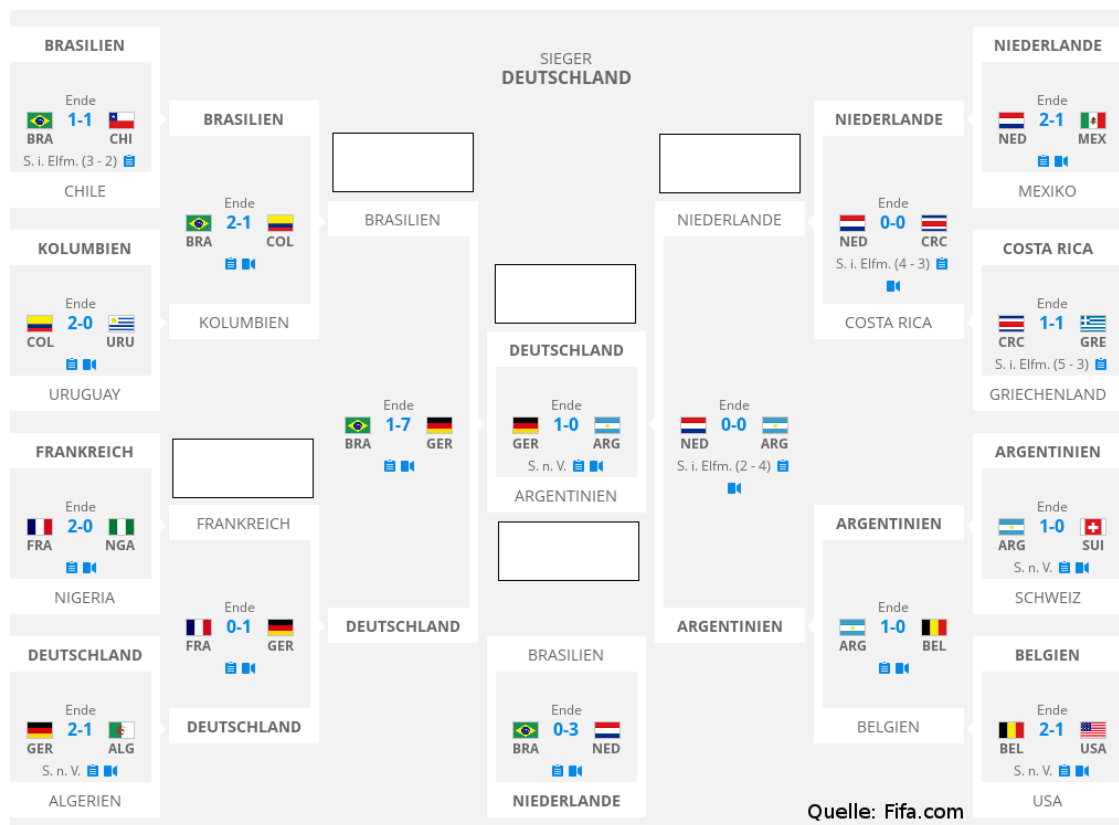 SIEGER
DEUTSCHLAND
BRASILIEN
Ende
1-1
BRA CHI
S. i. Elfm. (3 - 2)
CHILE
KOLUMBIEN
Ende
2-0
COL URU
URUGUAY
FRANKREICH
Ende
2-0
FRA NGA
NIGERIA
DEUTSCHLAND
Ende
2-1
GER ALG
S. n. V.
ALGERIEN
BRASILIEN
Ende
2-1
BRA COL
KOLUMBIEN
FRANKREICH
Ende
0-1
FRA GER
DEUTSCHLAND
BRASILIEN
Ende
1-7
BRA GER
DEUTSCHLAND
DEUTSCHLAND
Ende
1-0
GER ARG
S. n. V.
ARGENTINIEN
BRASILIEN
Ende
0-3
BRA NED
NIEDERLANDE
NIEDERLANDE
Ende
0-0
NED ARG
S. i. Elfm. (2 - 4)
ARGENTINIEN
NIEDERLANDE
Ende
0-0
NED CRC
S. i. Elfm. (4 - 3)
COSTA RICA
ARGENTINIEN
Ende
1-0
ARG BEL
BELGIEN
NIEDERLANDE
Ende
2-1
NED MEX
MEXIKO
COSTA RICA
Ende
1-1
CRC GRE
S. i. Elfm. (5 - 3)
GRIECHENLAND
ARGENTINIEN
Ende
1-0
ARG SUI
S. n. V.
SCHWEIZ
BELGIEN
Ende
2-1
BEL USA
S. n. V.
USA
Quelle: Fifa.com